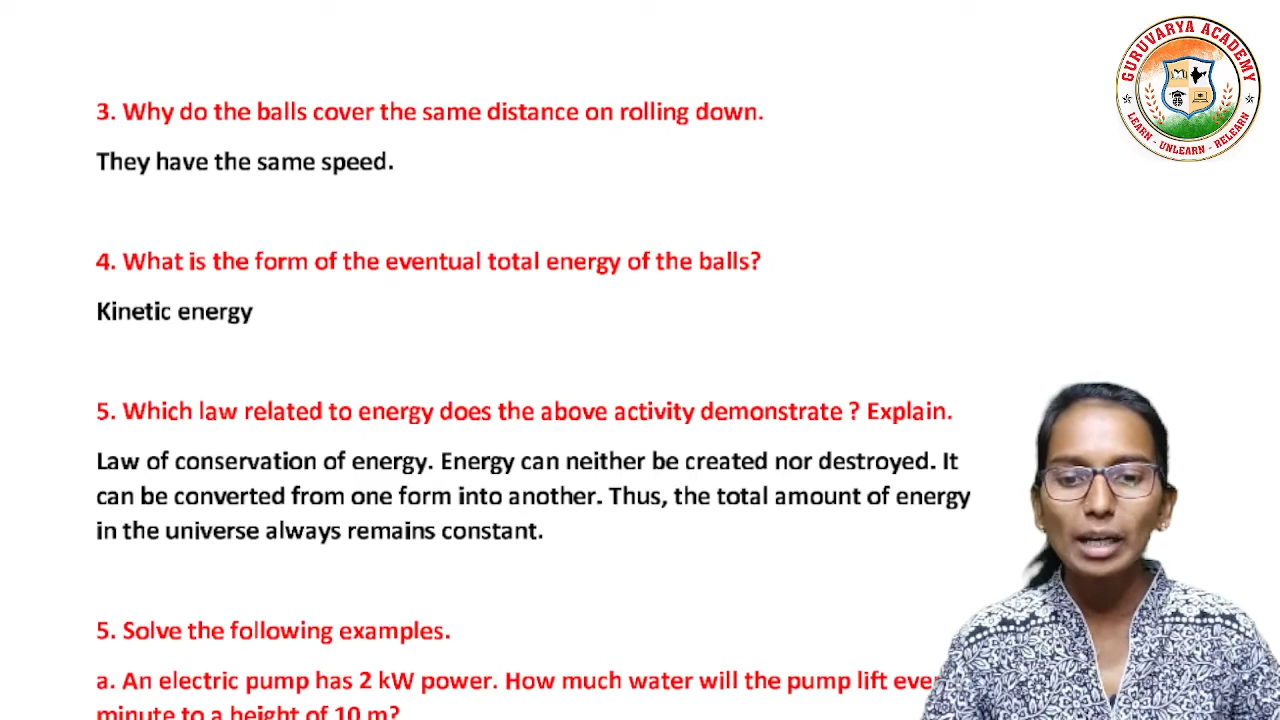 GURUVARYA ACADEMY
LEARN - UNLEARN - RELEARN
3. Why do the balls cover the same distance on rolling down.
They have the same speed.
4. What is the form of the eventual total energy of the balls?
Kinetic energy
5. Which law related to energy does the above activity demonstrate ? Explain.
Law of conservation of energy. Energy can neither be created nor destroyed. It
can be converted from one form into another. Thus, the total amount of energy
in the universe always remains constant.
5. Solve the following examples.
a. An electric pump has 2 kW power. How much water will the pump lift
minute to a height of 10 m?